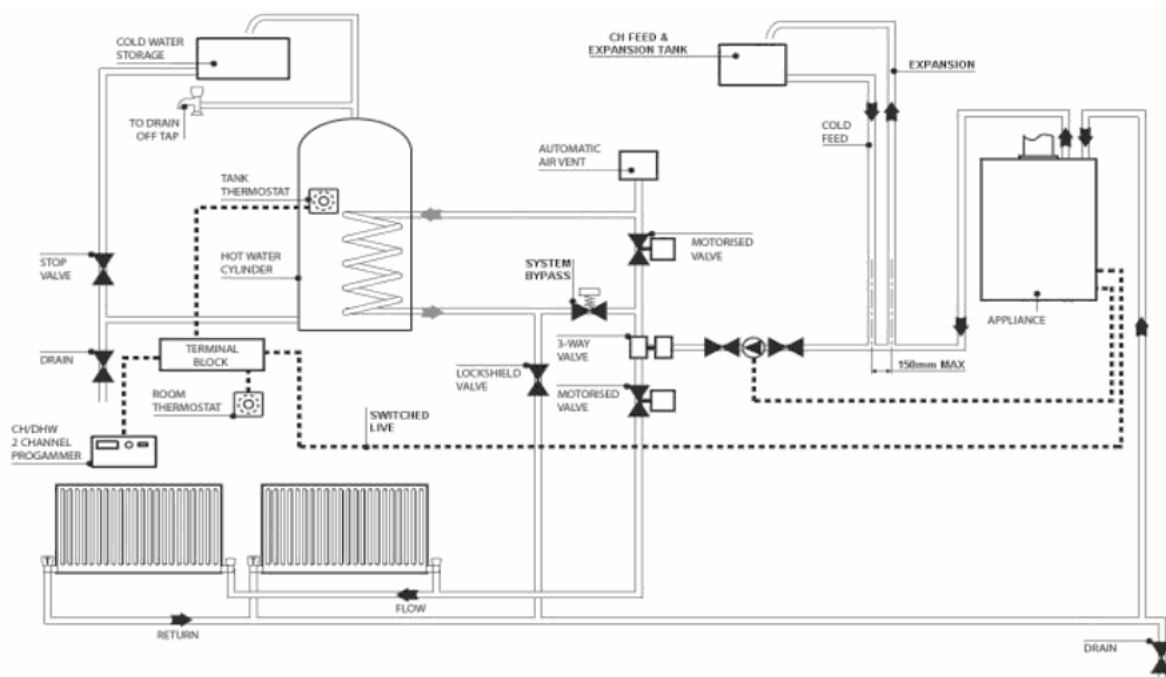 COLD WATER
STORAGE
CH FEED &
EXPANSION TANK
EXPANSION
TO DRAIN
OFF TAP
COLD
FEED
AUTOMATIC
AIR VENT
TANK
THERMOSTAT
MOTORISED
VALVE
STOP
VALVE
HOT WATER
CYLINDER
SYSTEM
BYPASS
APPLIANCE
3-WAY
VALVE
DRAIN
TERMINAL
BLOCK
LOCKSHIELD
VALVE
150mm MAX
MOTORISED
VALVE
ROOM
THERMOSTAT
SWITCHED
LIVE
CH/DHW
2 CHANNEL
PROGAMMER
T
T
FLOW
RETURN
DRAIN